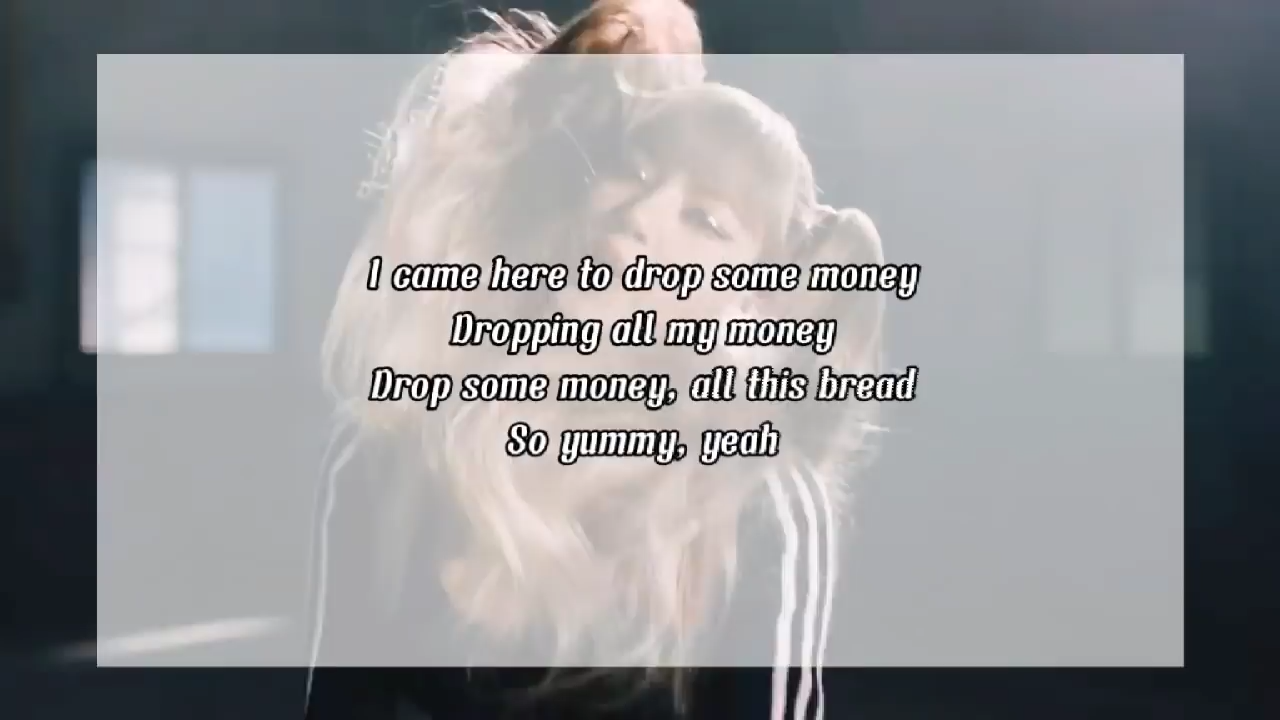 I came here to drop some money
Dropping all my money
Drop some money, all this bread
So yummy, yeah